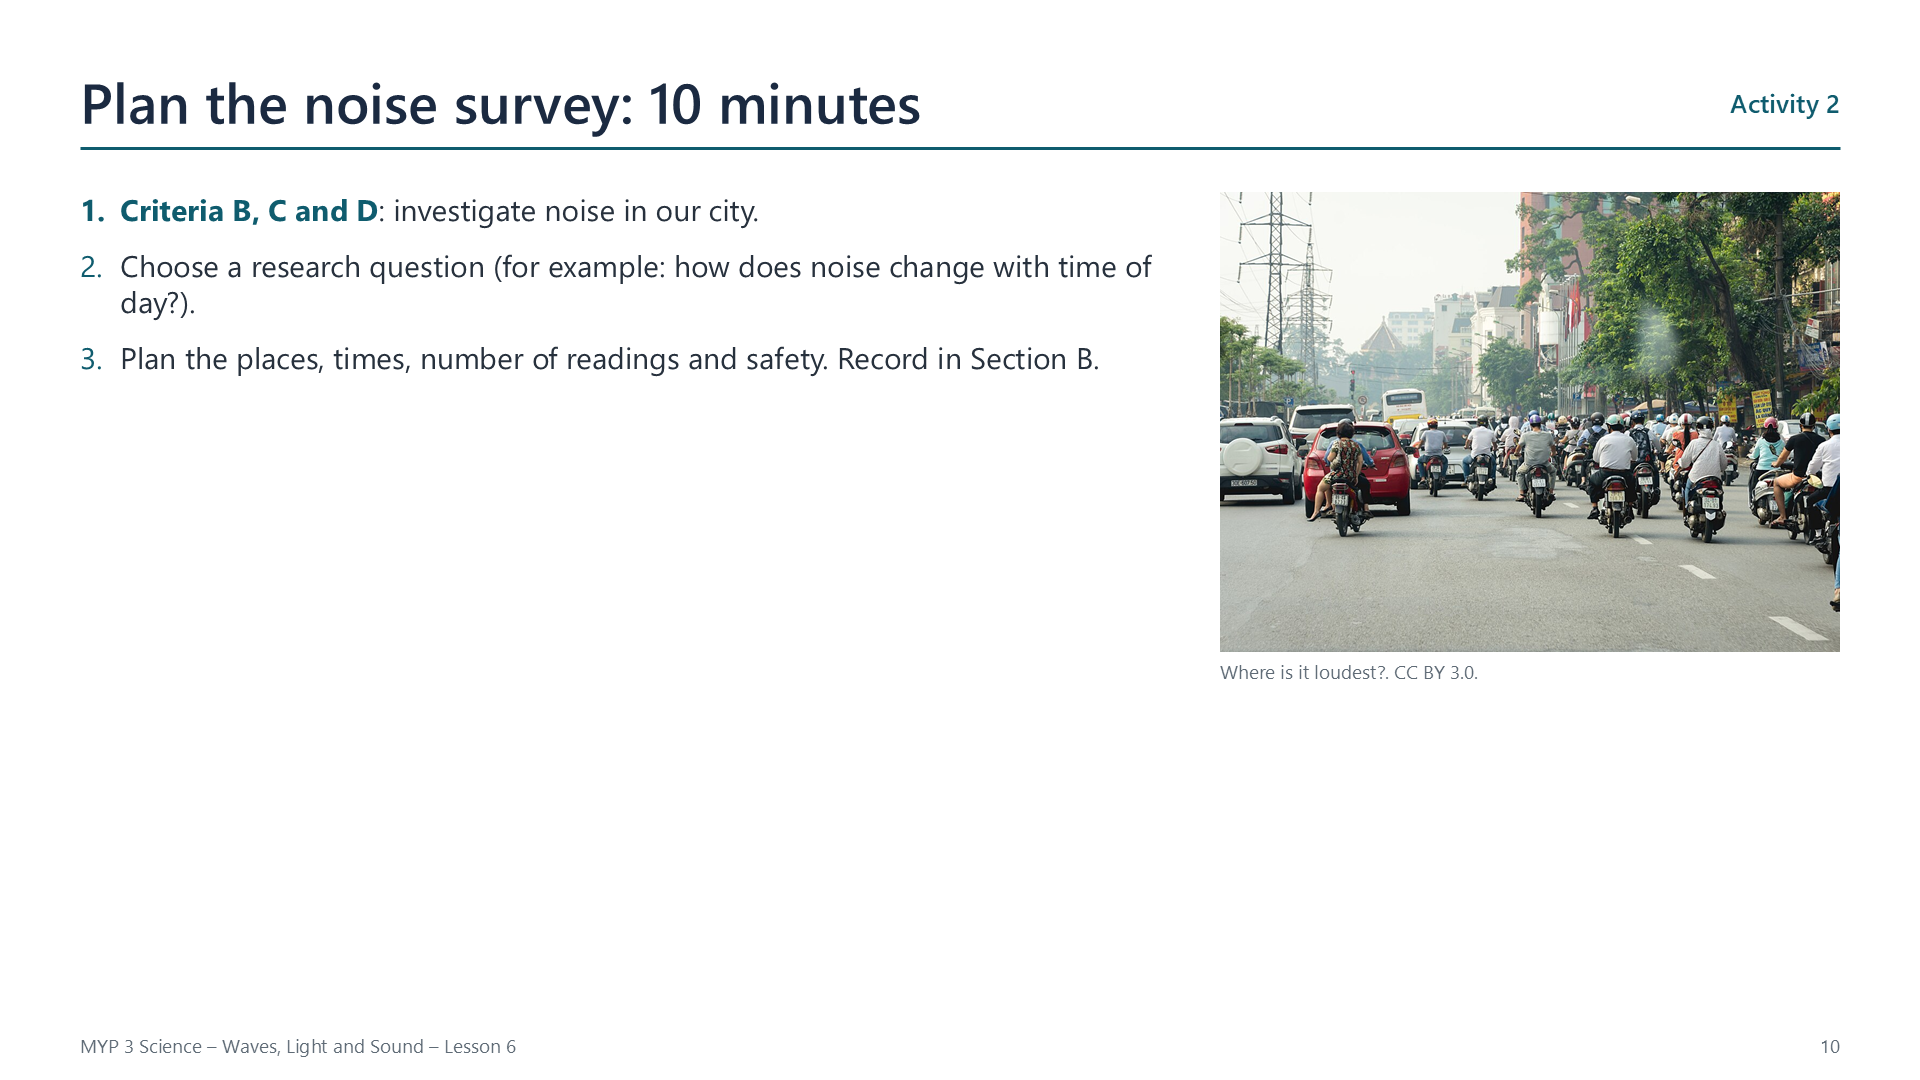 Plan the noise survey: 10 minutes
Activity 2
1. Criteria B, C and D: investigate noise in our city.
2. Choose a research question (for example: how does noise change with time of
day?).
3. Plan the places, times, number of readings and safety. Record in Section B.
Where is it loudest?. CC BY 3.0.
MYP 3 Science – Waves, Light and Sound – Lesson 6
10